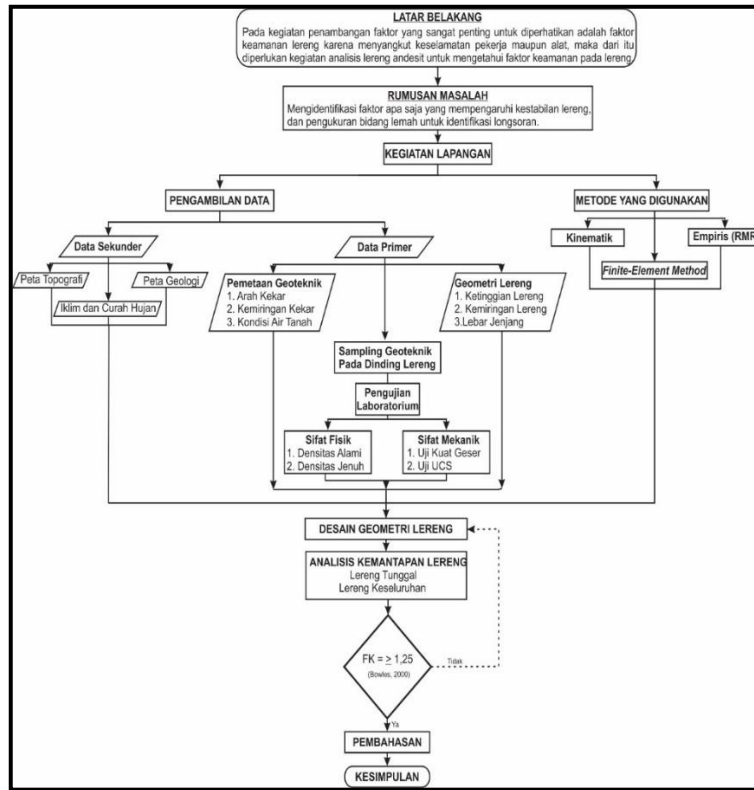 LATAR BELAKANG
Pada kegiatan penambangan faktor yang sangat penting untuk diperhatikan adalah faktor
keamanan lereng karena menyangkut keselamatan pekerja maupun alat, maka dari itu
diperlukan kegiatan analisis lereng andesit untuk mengetahui faktor keamanan pada lereng.
RUMUSAN MASALAH
Mengidentifikasi faktor apa saja yang mempengaruhi kestabilan lereng,
dan pengukuran bidang lemah untuk identifikasi longsoran.
KEGIATAN LAPANGAN
PENGAMBILAN DATA
METODE YANG DIGUNAKAN
Data Sekunder
Data Primer
Kinematik
Empiris (RMR
Peta Topografi
Peta Geologi
Iklim dan Curah Hujan
Finite-Element Method
Pemetaan Geoteknik
1. Arah Kekar
2. Kemiringan Kekar
3. Kondisi Air Tanah
Geometri Lereng
1. Ketinggian Lereng
2. Kemiringan Lereng
3.Lebar Jenjang
Sampling Geoteknik
Pada Dinding Lereng
Pengujian
Laboratorium
Sifat Fisik
1. Densitas Alami
2. Densitas Jenuh
Sifat Mekanik
1. Uji Kuat Geser
2. Uji UCS
DESAIN GEOMETRI LERENG
ANALISIS KEMANTAPAN LERENG
Lereng Tunggal
Lereng Keseluruhan
FK = ≥ 1,25
(Bowles, 2000)
Tidak
Ya
PEMBAHASAN
KESIMPULAN